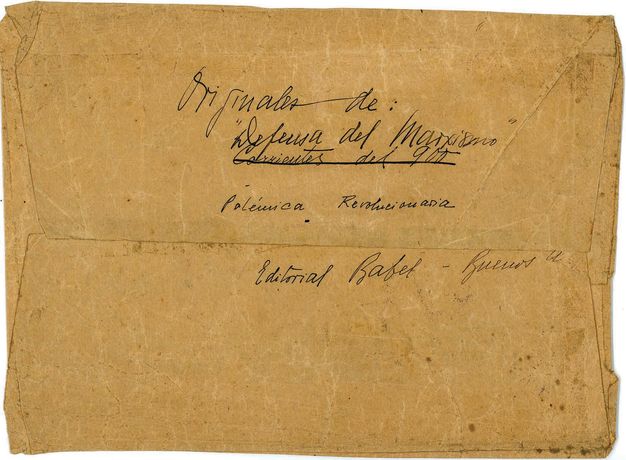 Originales de:
"Defensa del Marxismo"
Corrientes del 900
Polémica Revolucionaria
Editorial Babel - Buenos A